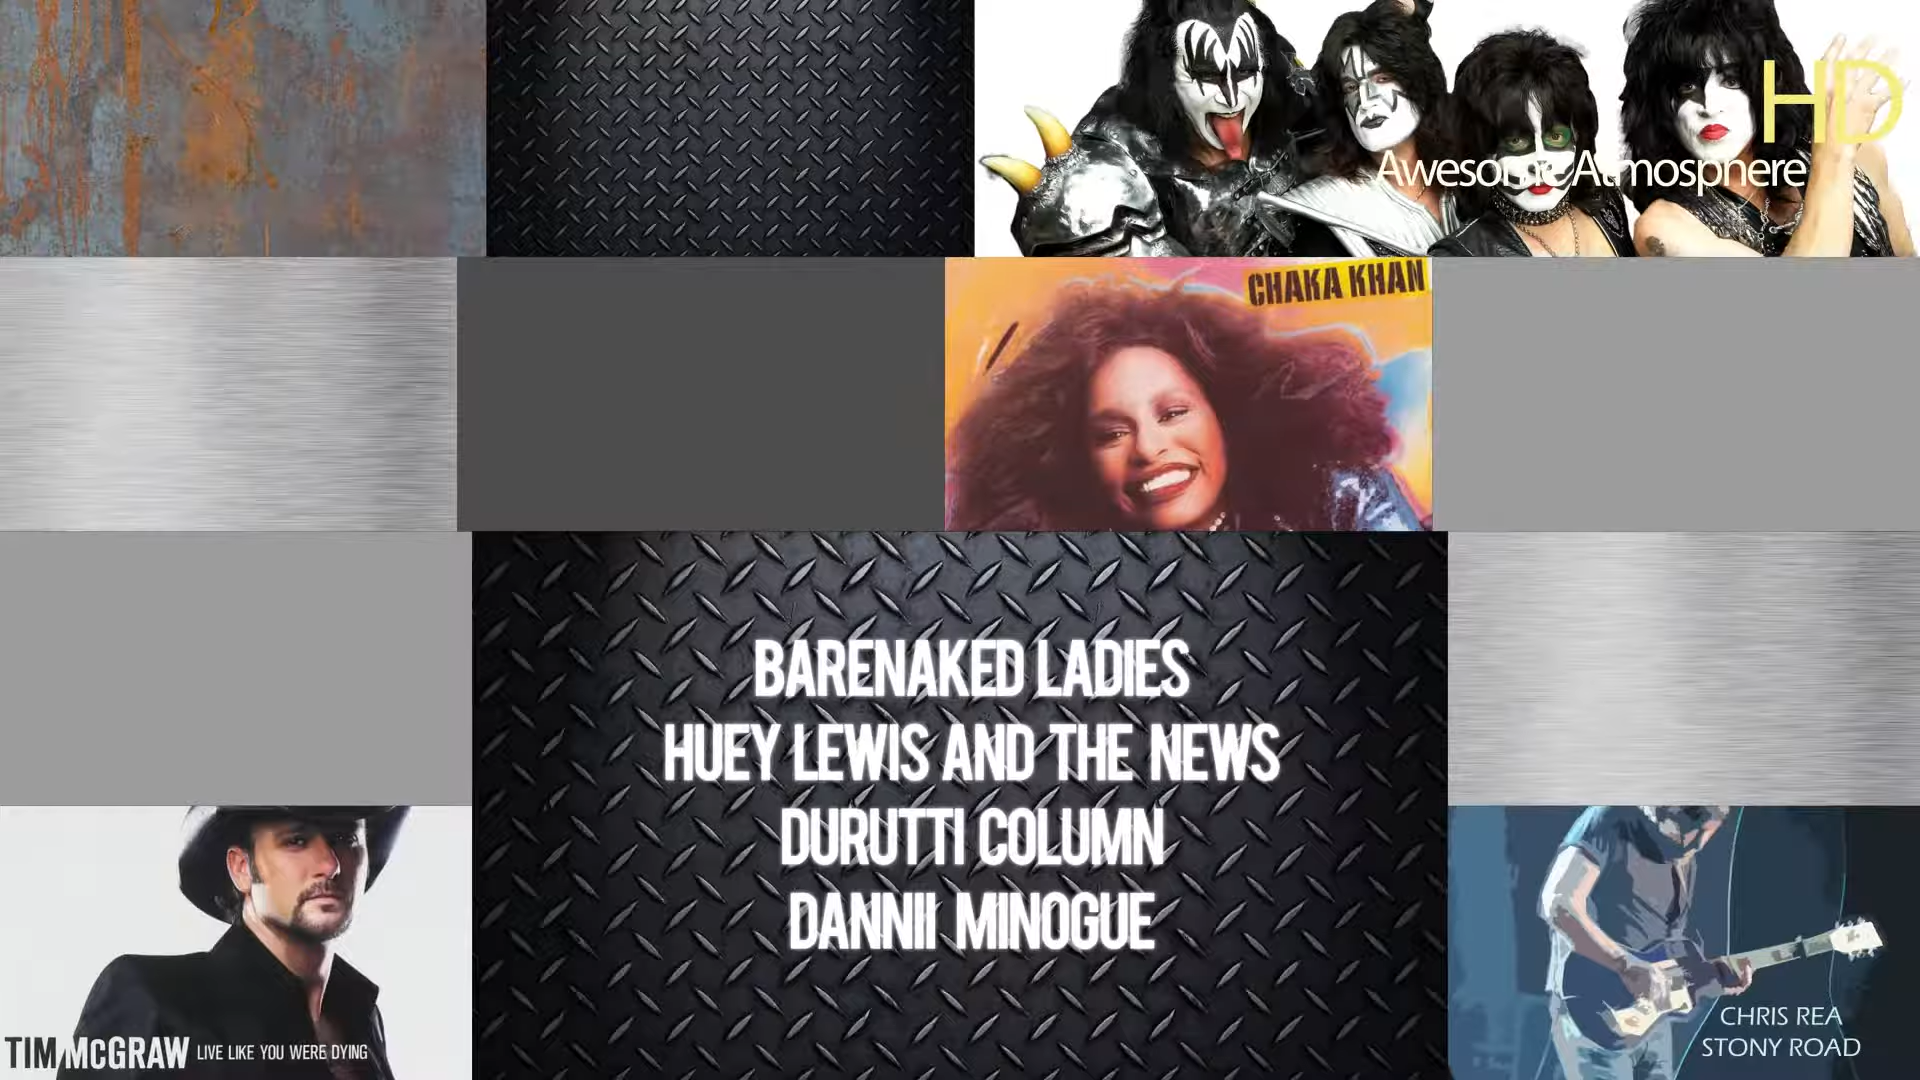 HD
Awesome Atmosphere
CHAKA KHAN
BARENAKED LADIES
HUEY LEWIS AND THE NEWS
DURUTTI COLUMN
DANNII MINOGUE
TIM McGRAW LIVE LIKE YOU WERE DYING
CHRIS REA
STONY ROAD